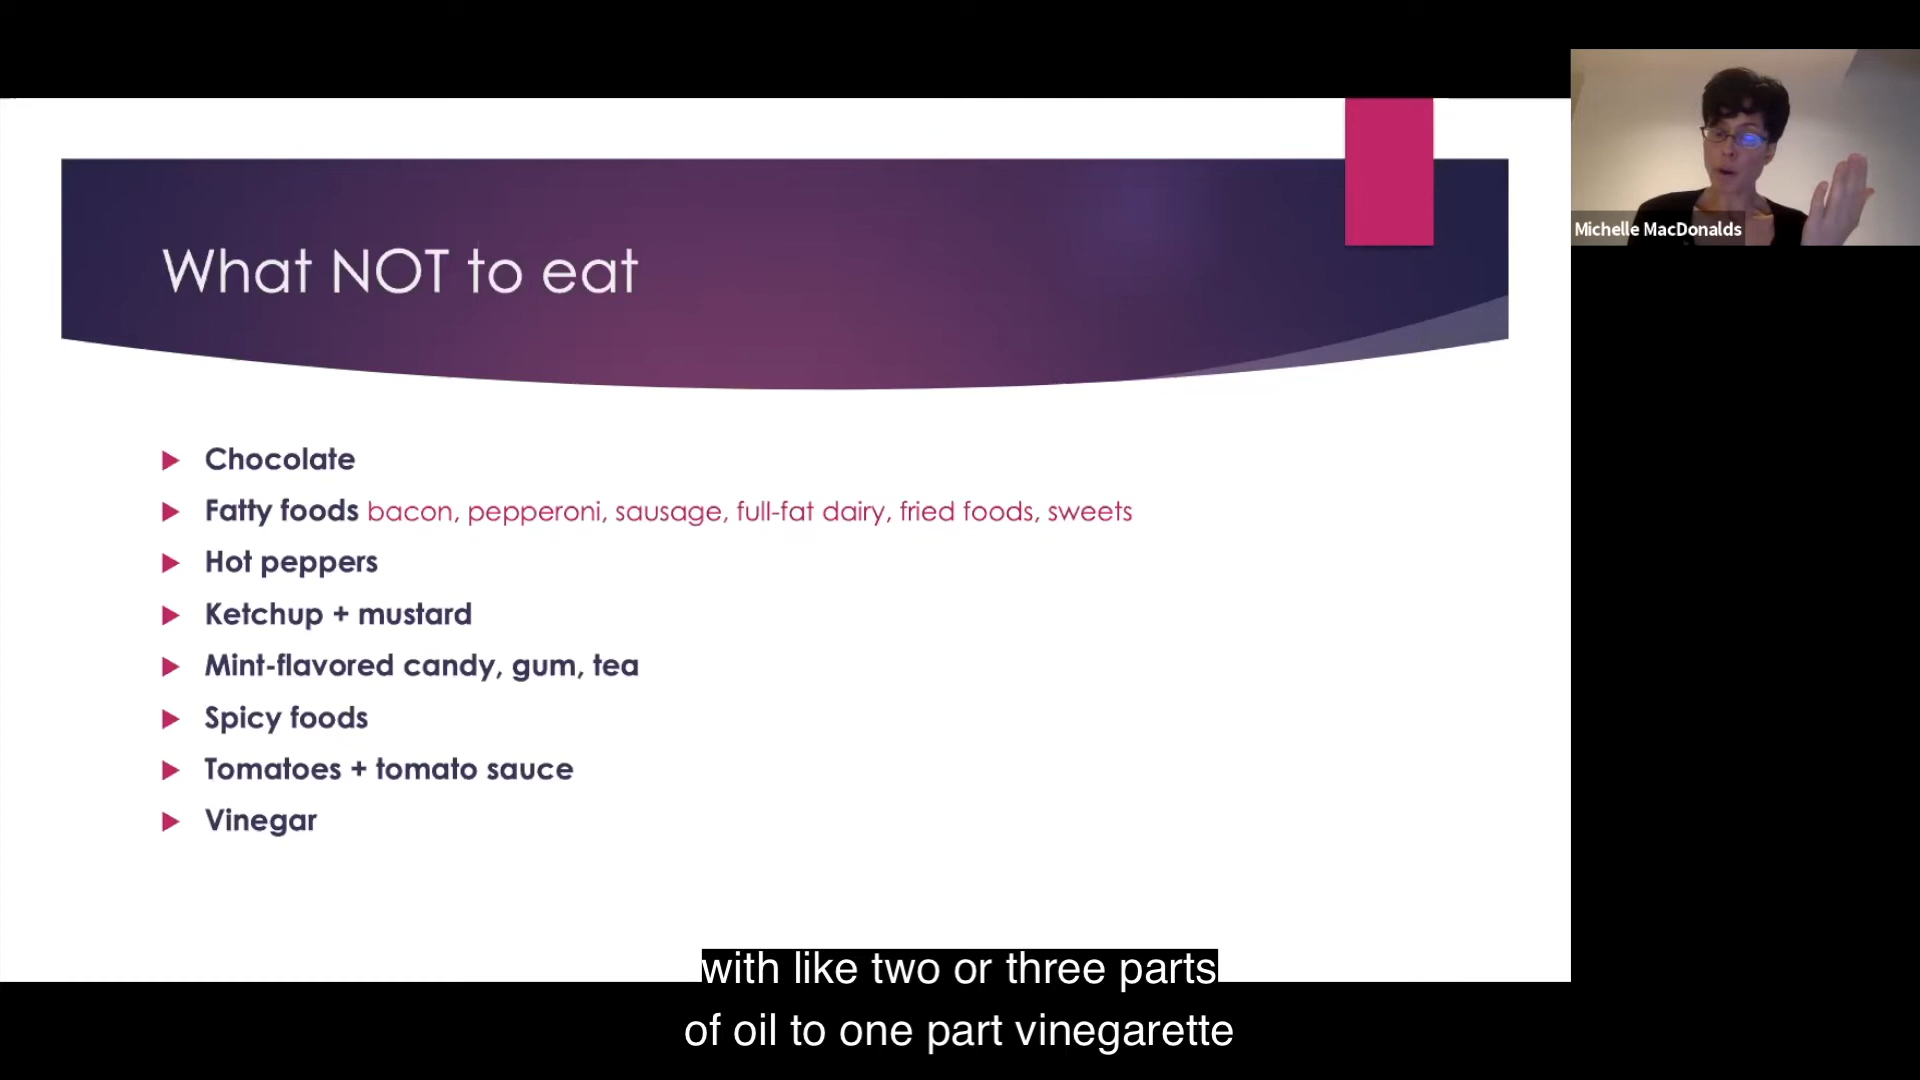 What NOT to eat
Chocolate
Fatty foods bacon, pepperoni, sausage, full-fat dairy, fried foods, sweets
Hot peppers
Ketchup + mustard
Mint-flavored candy, gum, tea
Spicy foods
Tomatoes + tomato sauce
Vinegar
Michelle MacDonalds
with like two or three parts
of oil to one part vinegarette